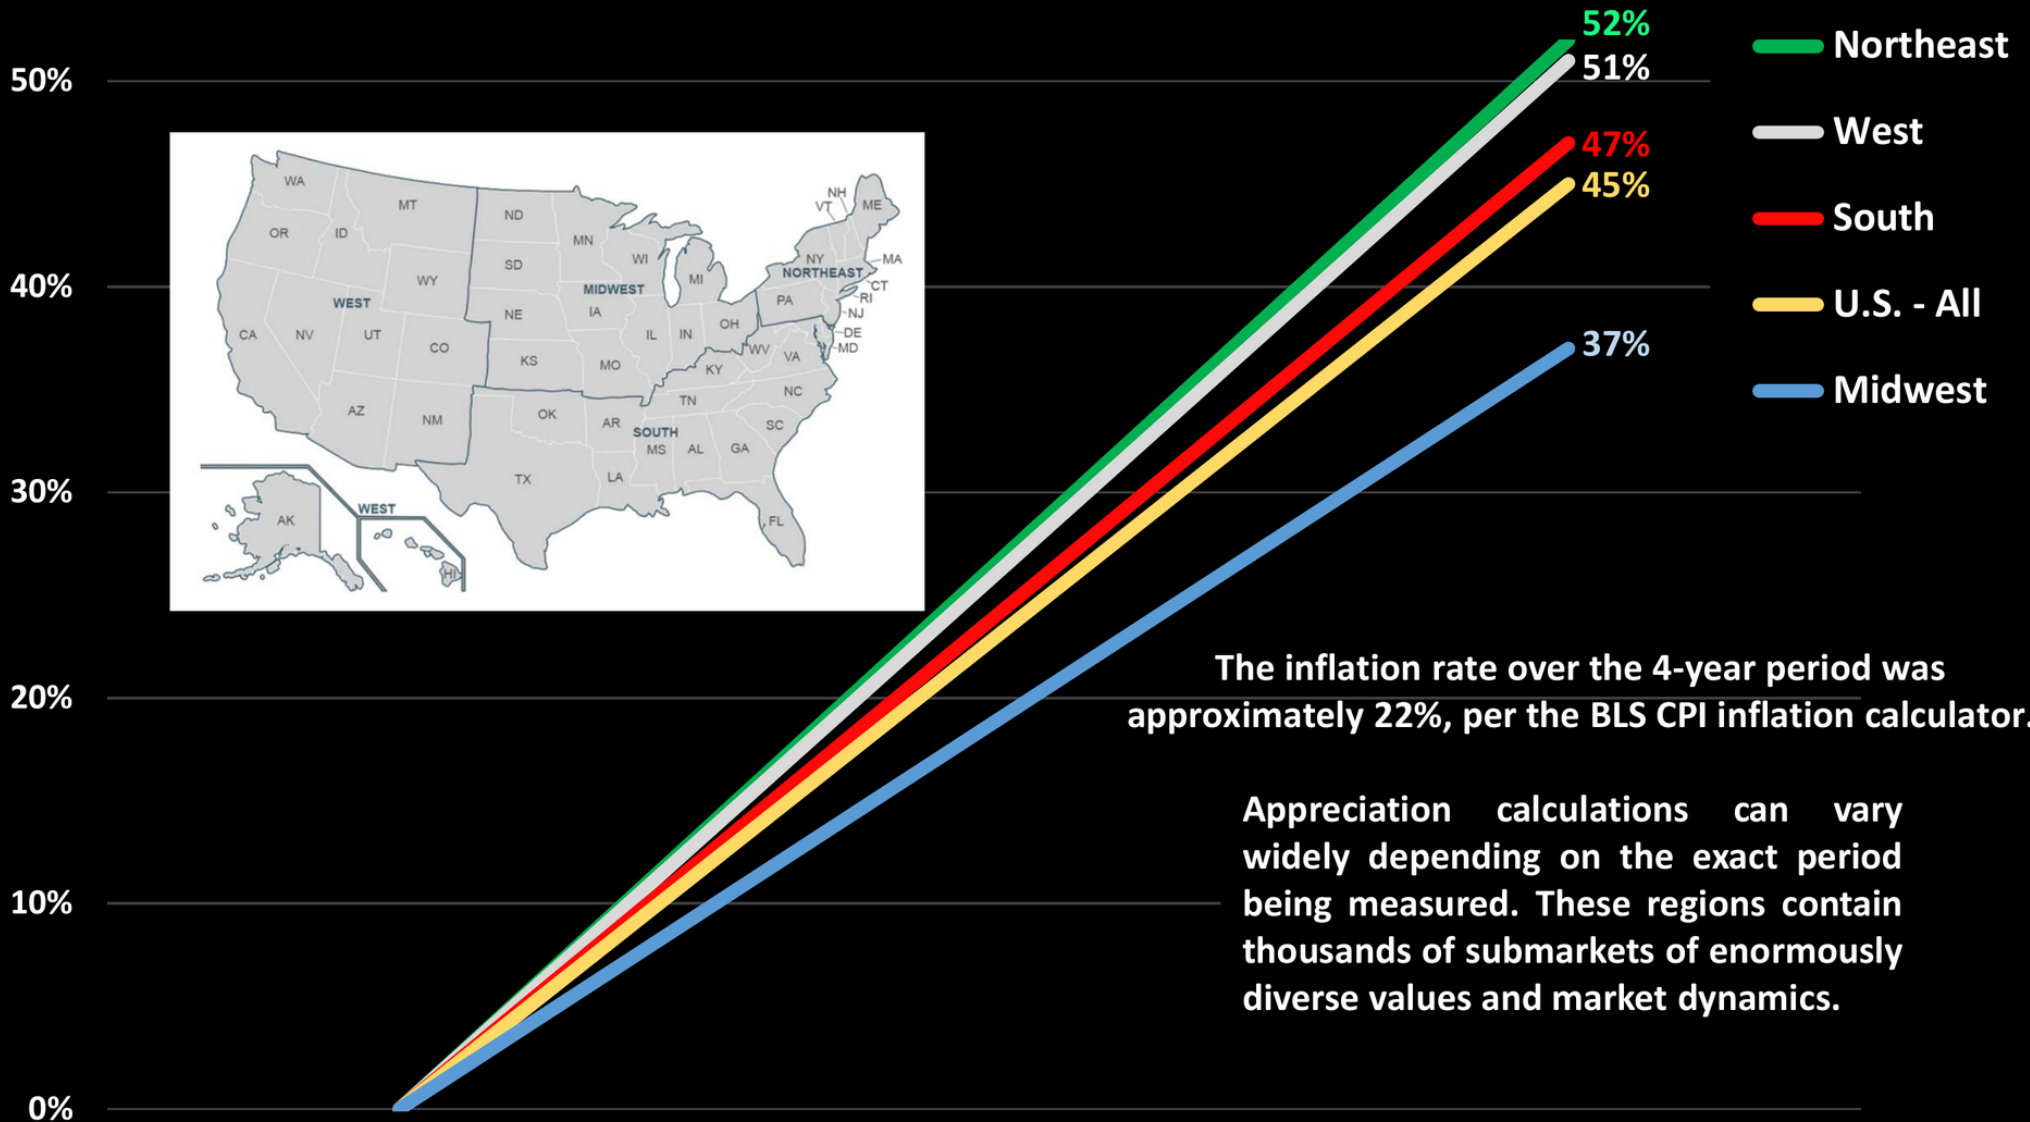 52%
Northeast
50%
51%
West
47%
South
45%
40%
U.S. - All
37%
Midwest
30%
20%
10%
0%
WA
MT
ND
MN
OR
ID
SD
WI
MI
NH
VT
ME
NY
MA
NORTHEAST
CT
RI
PA
NJ
DE
MD
WY
WEST
MIDWEST
NE
IA
CA
NV
UT
CO
IL
IN
OH
KS
MO
WV
VA
KY
AZ
NM
OK
AR
TN
NC
SOUTH
SC
MS
AL
GA
TX
LA
FL
AK
WEST
HI
The inflation rate over the 4-year period was
approximately 22%, per the BLS CPI inflation calculator.
Appreciation calculations can vary
widely depending on the exact period
being measured. These regions contain
thousands of submarkets of enormously
diverse values and market dynamics.